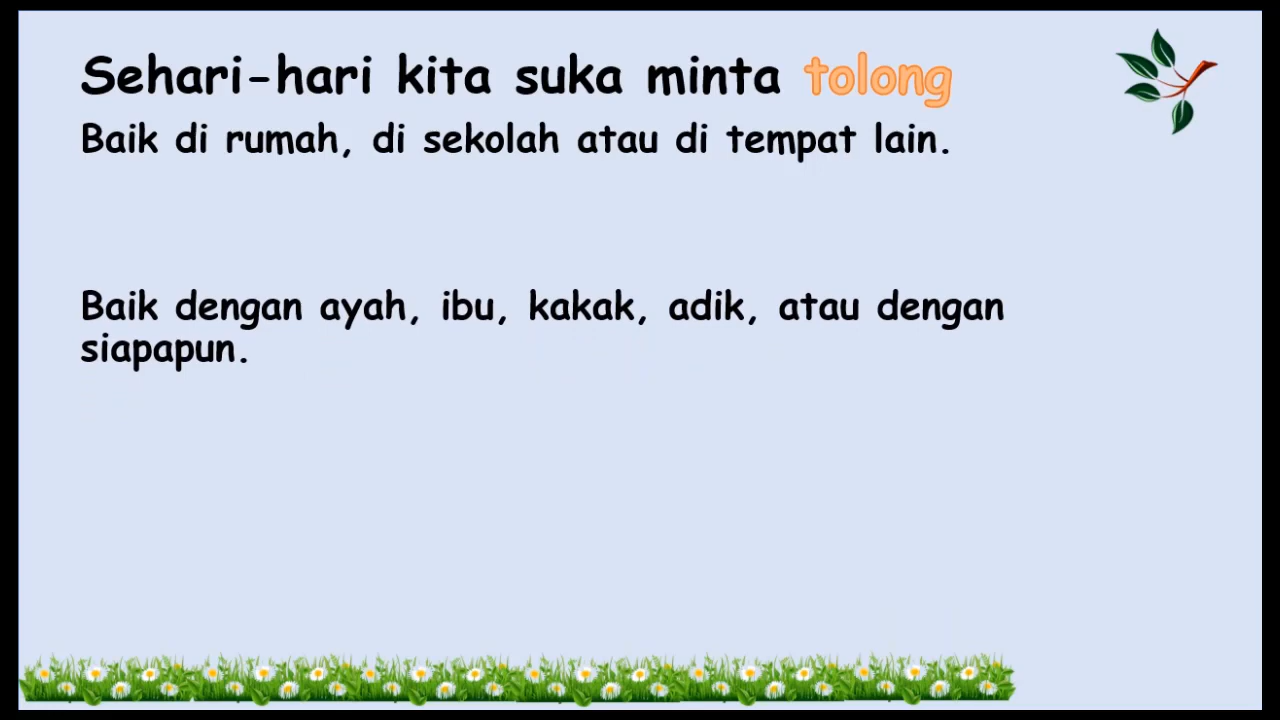 Sehari-hari kita suka minta tolong
Baik di rumah, di sekolah atau di tempat lain.
Baik dengan ayah, ibu, kakak, adik, atau dengan
siapapun.